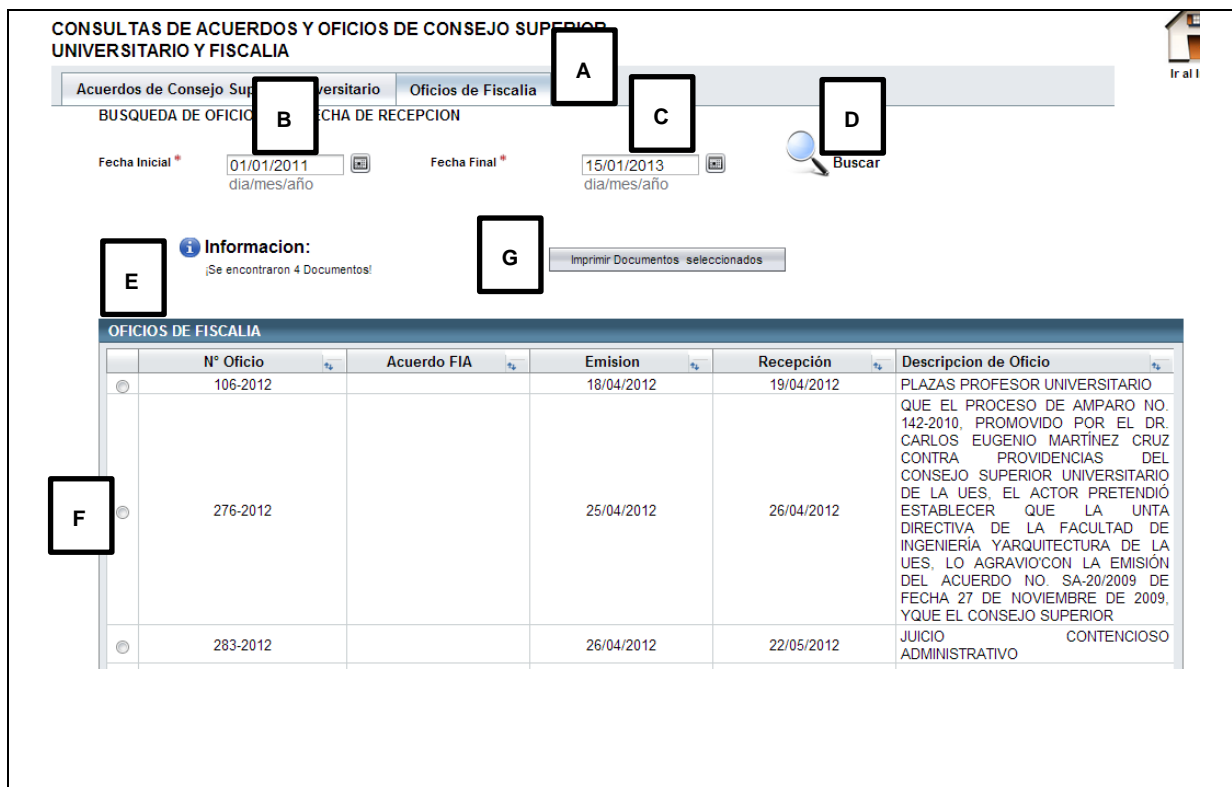 CONSULTAS DE ACUERDOS Y OFICIOS DE CONSEJO SUPERIOR
UNIVERSITARIO Y FISCALIA
Ir al I
A
Acuerdos de Consejo Sup versitario Oficios de Fiscalia
BUSQUEDA DE OFICIO ECHA DE RECEPCION
B
C
D
Fecha Inicial * 01/01/2011 Fecha Final * 15/01/2013 Buscar
dia/mes/año dia/mes/año
Informacion:
¡Se encontraron 4 Documentos!
G
Imprimir Documentos seleccionados
E
OFICIOS DE FISCALIA
N° Oficio Acuerdo FIA Emision Recepción Descripcion de Oficio
106-2012 18/04/2012 19/04/2012 PLAZAS PROFESOR UNIVERSITARIO
F
276-2012 25/04/2012 26/04/2012
QUE EL PROCESO DE AMPARO NO.
142-2010, PROMOVIDO POR EL DR.
CARLOS EUGENIO MARTÍNEZ CRUZ
CONTRA PROVIDENCIAS DEL
CONSEJO SUPERIOR UNIVERSITARIO
DE LA UES, EL ACTOR PRETENDIÓ
ESTABLECER QUE LA UNTA
DIRECTIVA DE LA FACULTAD DE
INGENIERÍA YARQUITECTURA DE LA
UES, LO AGRAVIO'CON LA EMISIÓN
DEL ACUERDO NO. SA-20/2009 DE
FECHA 27 DE NOVIEMBRE DE 2009,
YQUE EL CONSEJO SUPERIOR
283-2012 26/04/2012 22/05/2012
JUICIO CONTENCIOSO
ADMINISTRATIVO